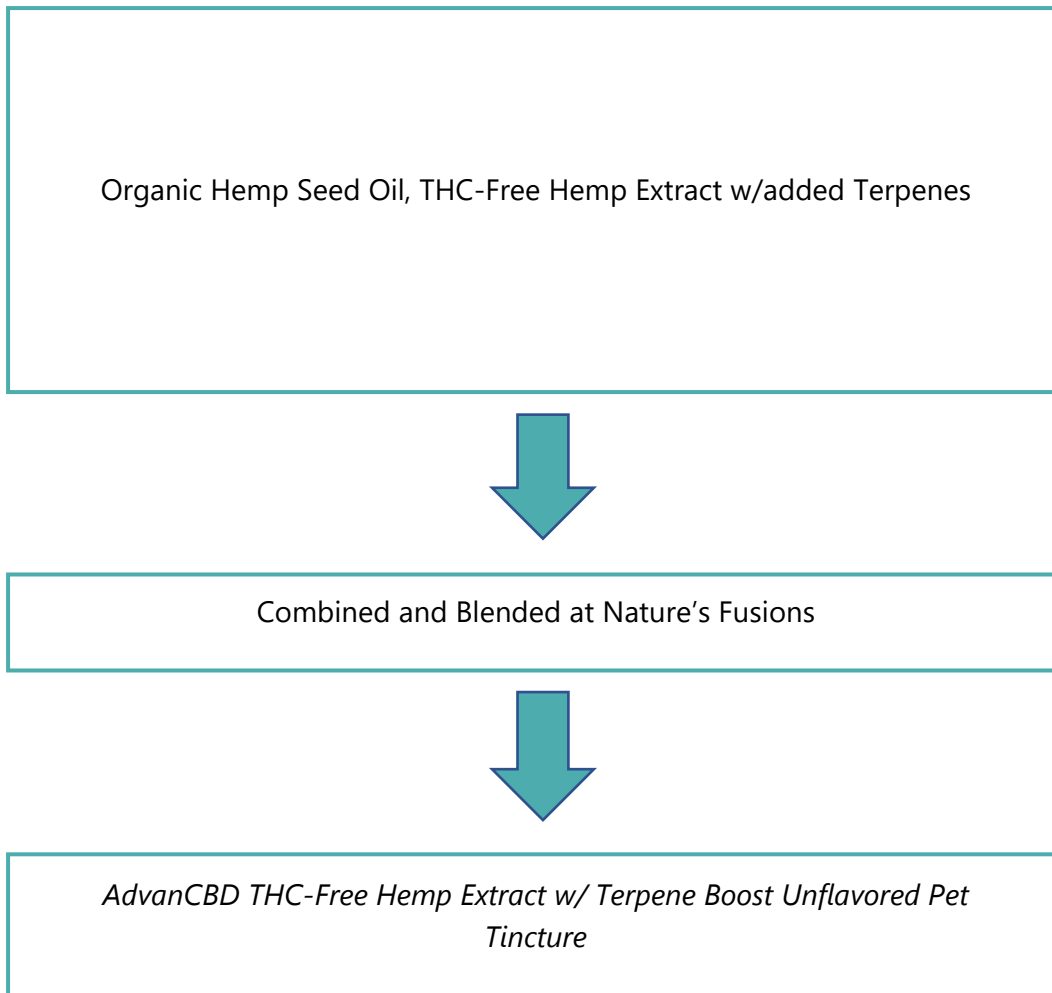 Organic Hemp Seed Oil, THC-Free Hemp Extract w/added Terpenes
Combined and Blended at Nature’s Fusions
AdvanCBD THC-Free Hemp Extract w/ Terpene Boost Unflavored Pet
Tincture